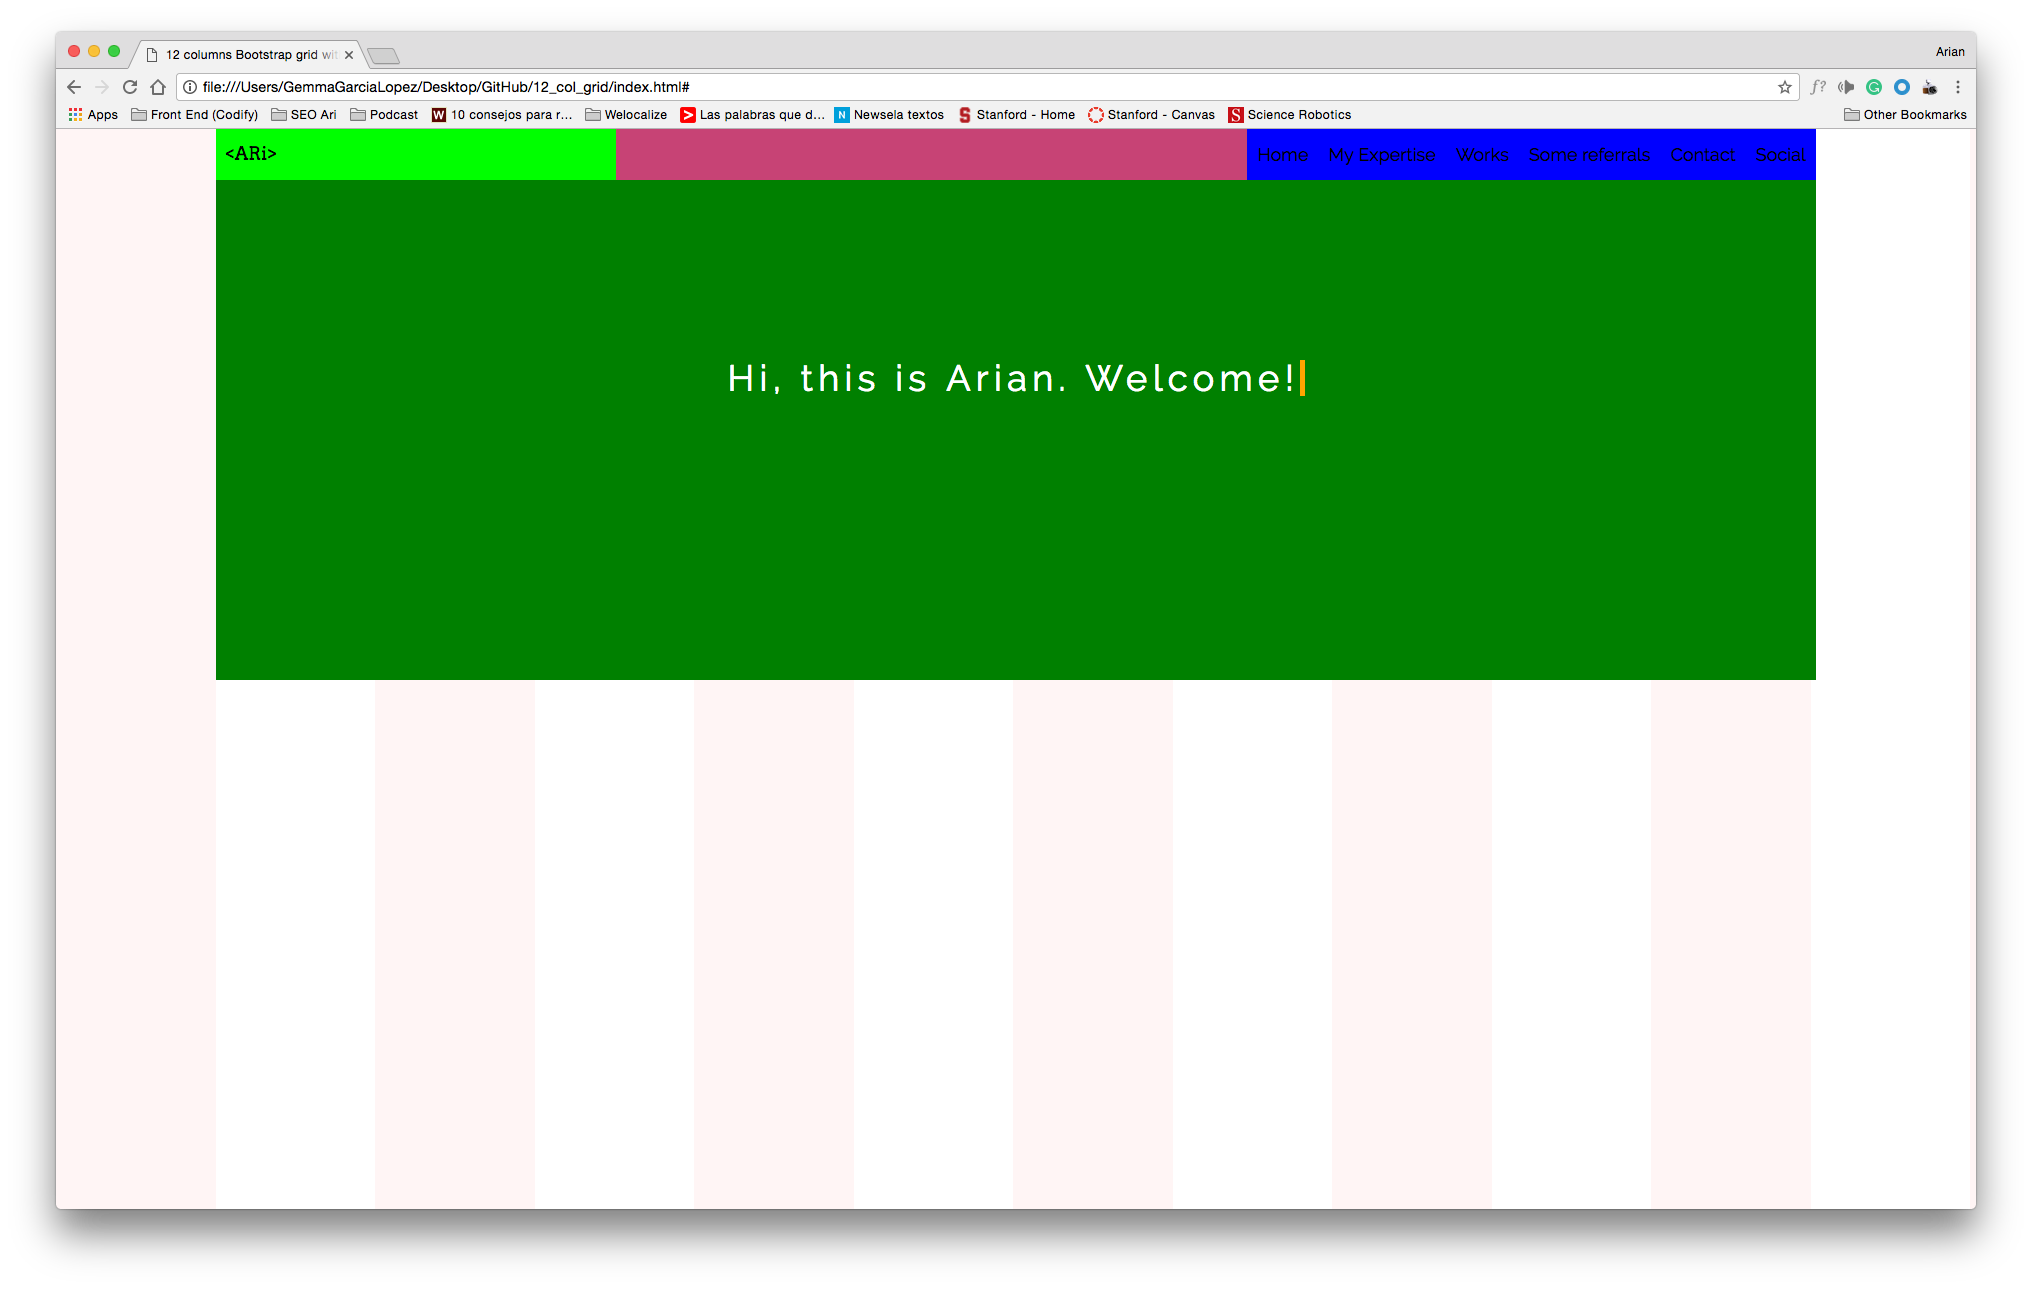 12 columns Bootstrap grid wit
Arian
file:///Users/GemmaGarciaLopez/Desktop/GitHub/12_col_grid/index.html#
f?
Apps Front End (Codify) SEO Ari Podcast W 10 consejos para r... Welocalize Las palabras que d... N Newsela textos S Stanford - Home Stanford - Canvas S Science Robotics Other Bookmarks
<ARi> Home My Expertise Works Some referrals Contact Social
Hi, this is Arian. Welcome!